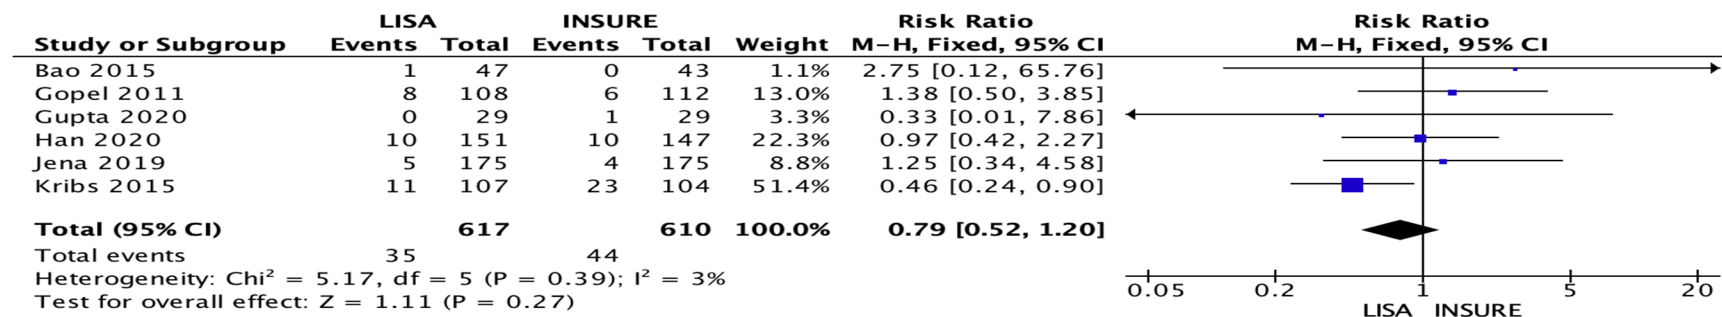 LISA INSURE Risk Ratio Risk Ratio
Study or Subgroup Events Total Events Total Weight M-H, Fixed, 95% CI M-H, Fixed, 95% CI
Bao 2015 1 47 0 43 1.1% 2.75 [0.12, 65.76]
Gopel 2011 8 108 6 112 13.0% 1.38 [0.50, 3.85]
Gupta 2020 0 29 1 29 3.3% 0.33 [0.01, 7.86]
Han 2020 10 151 10 147 22.3% 0.97 [0.42, 2.27]
Jena 2019 5 175 4 175 8.8% 1.25 [0.34, 4.58]
Kribs 2015 11 107 23 104 51.4% 0.46 [0.24, 0.90]
Total (95% CI) 617 610 100.0% 0.79 [0.52, 1.20]
Total events 35 44
Heterogeneity: Chi² = 5.17, df = 5 (P = 0.39); I² = 3%
Test for overall effect: Z = 1.11 (P = 0.27)
0.05 0.2 1 5 20
LISA INSURE